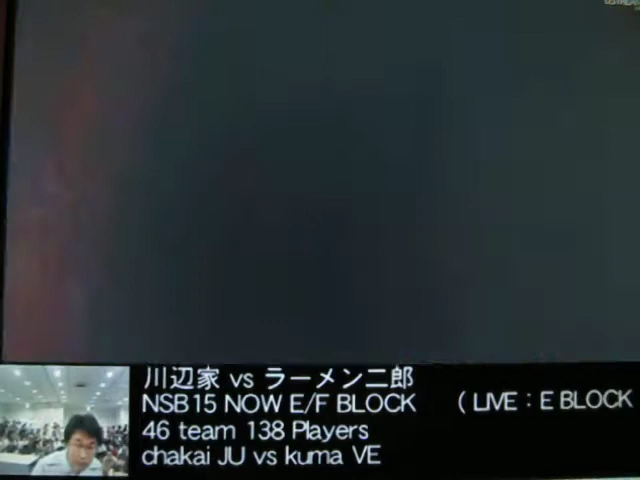 川辺家 vs ラーメン二郎
NSB15 NOW E/F BLOCK (LIVE : E BLOCK
46 team 138 Players
chakai JU vs kuma VE